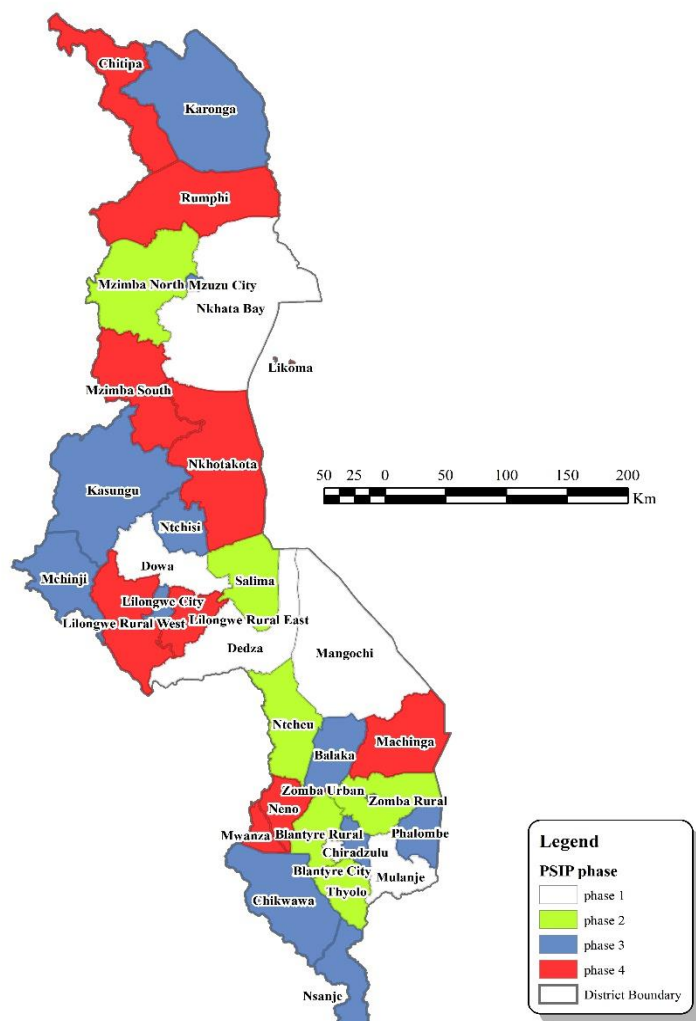 Chitipa
Karonga
Rumphi
Mzimba North
Mzuzu City
Nkhata Bay
Likoma
Mzimba South
Nkhotakota
50 25 0 50 100 150 200
Km
Kasungu
Ntchisi
Dowa
Mchinji
Salima
Lilongwe City
Lilongwe Rural West
Lilongwe Rural East
Dedza
Mangochi
Ntcheu
Balaka
Machinga
Zomba Urban
Zomba Rural
Neno
Mwanza
Blantyre Rural
Phalombe
Chiradzulu
Blantyre City
Mulanje
Thyolo
Chikwawa
Nsanje
Legend
PSIP phase
phase 1
phase 2
phase 3
phase 4
District Boundary